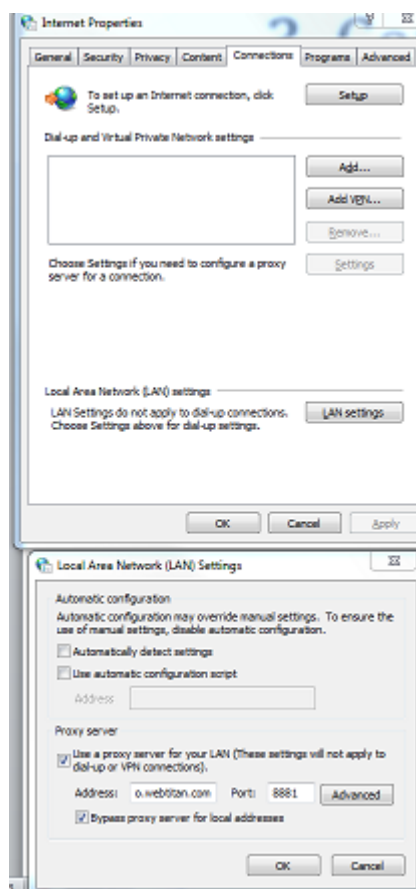 Internet Properties
General Security Privacy Content Connections Programs Advanced
To set up an Internet connection, click
Setup.
Setup
Dial-up and Virtual Private Network settings
Add...
Add VPN...
Remove...
Choose Settings if you need to configure a proxy
server for a connection.
Settings
Local Area Network (LAN) settings
LAN Settings do not apply to dial-up connections.
Choose Settings above for dial-up settings.
LAN settings
OK Cancel Apply
Local Area Network (LAN) Settings
Automatic configuration
Automatic configuration may override manual settings. To ensure the
use of manual settings, disable automatic configuration.
Automatically detect settings
Use automatic configuration script
Address
Proxy server
Use a proxy server for your LAN (These settings will not apply to
dial-up or VPN connections).
Address: o.webtitan.com Port: 8881 Advanced
Bypass proxy server for local addresses
OK Cancel